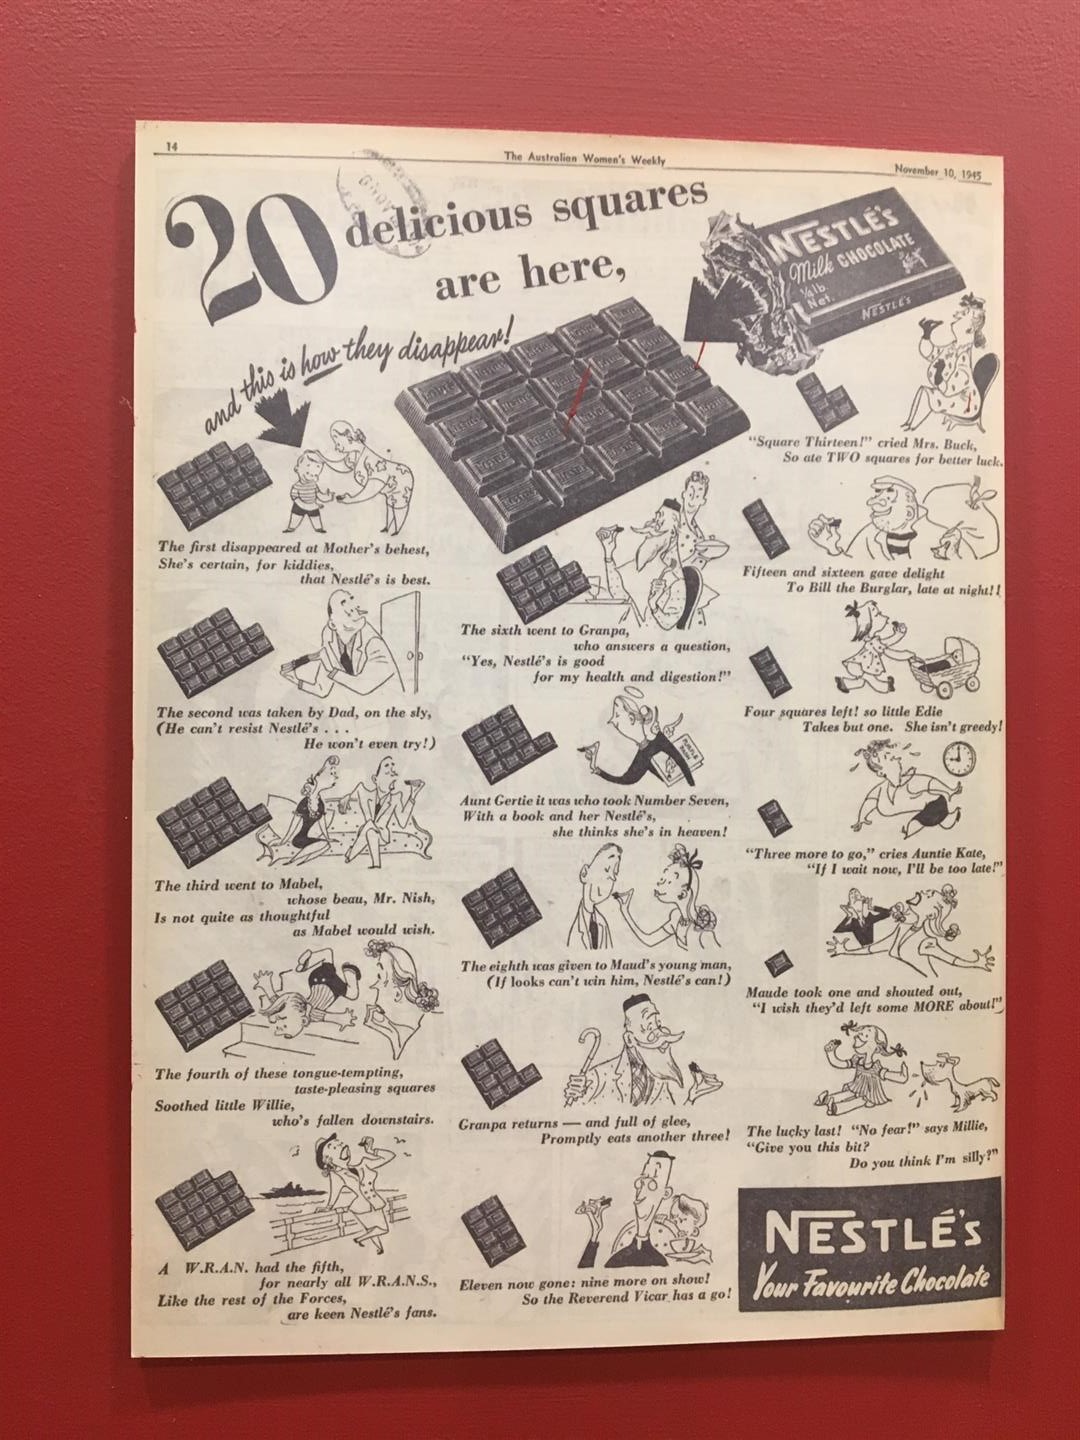 14
The Australian Women's Weekly
November 10, 1945
20 delicious squares
are here,
and this is how they disappear!
NESTLÉ'S
Milk CHOCOLATE
¼ lb.
Net.
NESTLÉ'S
The first disappeared at Mother's behest,
She's certain, for kiddies,
that Nestlé's is best.
The second was taken by Dad, on the sly,
(He can't resist Nestlé's . . .
He won't even try!)
The third went to Mabel,
whose beau, Mr. Nish,
Is not quite as thoughtful
as Mabel would wish.
The fourth of these tongue-tempting,
taste-pleasing squares
Soothed little Willie,
who's fallen downstairs.
A W.R.A.N. had the fifth,
for nearly all W.R.A.N.S.,
Like the rest of the Forces,
are keen Nestlé's fans.
The sixth went to Granpa,
who answers a question,
"Yes, Nestlé's is good
for my health and digestion!"
Aunt Gertie it was who took Number Seven,
With a book and her Nestlé's,
she thinks she's in heaven!
The eighth was given to Maud's young man,
(If looks can't win him, Nestlé's can!)
Granpa returns — and full of glee,
Promptly eats another three!
Eleven now gone: nine more on show!
So the Reverend Vicar has a go!
"Square Thirteen!" cried Mrs. Buck,
So ate TWO squares for better luck.
Fifteen and sixteen gave delight
To Bill the Burglar, late at night!!
Four squares left! so little Edie
Takes but one. She isn't greedy!
"Three more to go," cries Auntie Kate,
"If I wait now, I'll be too late!"
Maude took one and shouted out,
"I wish they'd left some MORE about!"
The lucky last! "No fear!" says Millie,
"Give you this bit?
Do you think I'm silly?"
NESTLÉ'S
Your Favourite Chocolate